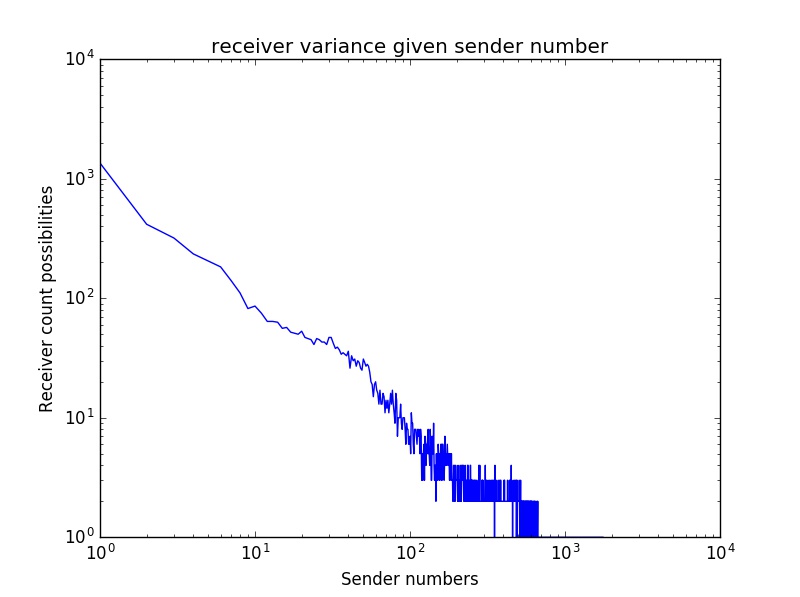 receiver variance given sender number
10^4
10^3
10^2
10^1
10^0
Receiver count possibilities
10^0 10^1 10^2 10^3 10^4
Sender numbers